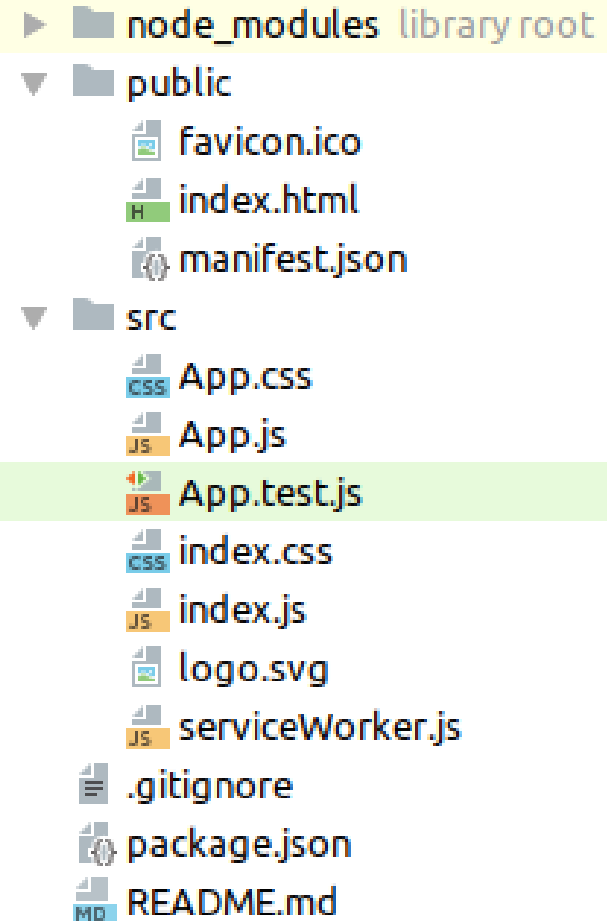 node_modules library root
public
favicon.ico
H index.html
manifest.json
src
CSS App.css
JS App.js
JS App.test.js
CSS index.css
JS index.js
logo.svg
JS serviceWorker.js
.gitignore
package.json
MD README.md